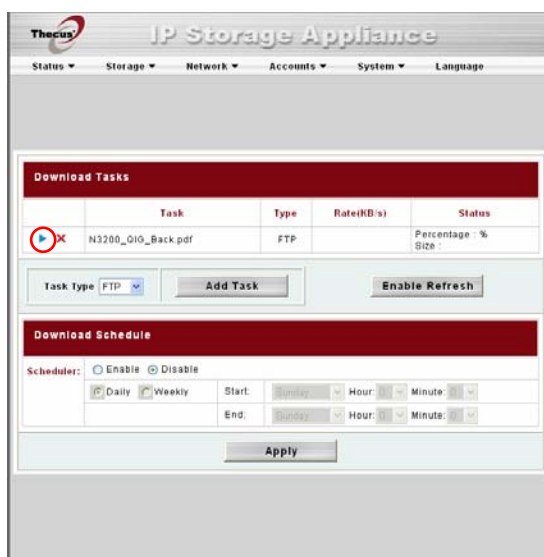 Thecus IP Storage Appliance
Status Storage Network Accounts System Language
Download Tasks
Task Type Rate(KB/s) Status
N3200_QIG_Back.pdf FTP Percentage : %
Size :
Task Type FTP Add Task Enable Refresh
Download Schedule
Scheduler: Enable Disable
Daily Weekly Start: Sunday Hour: 0 Minute: 0
End: Sunday Hour: 0 Minute: 0
Apply